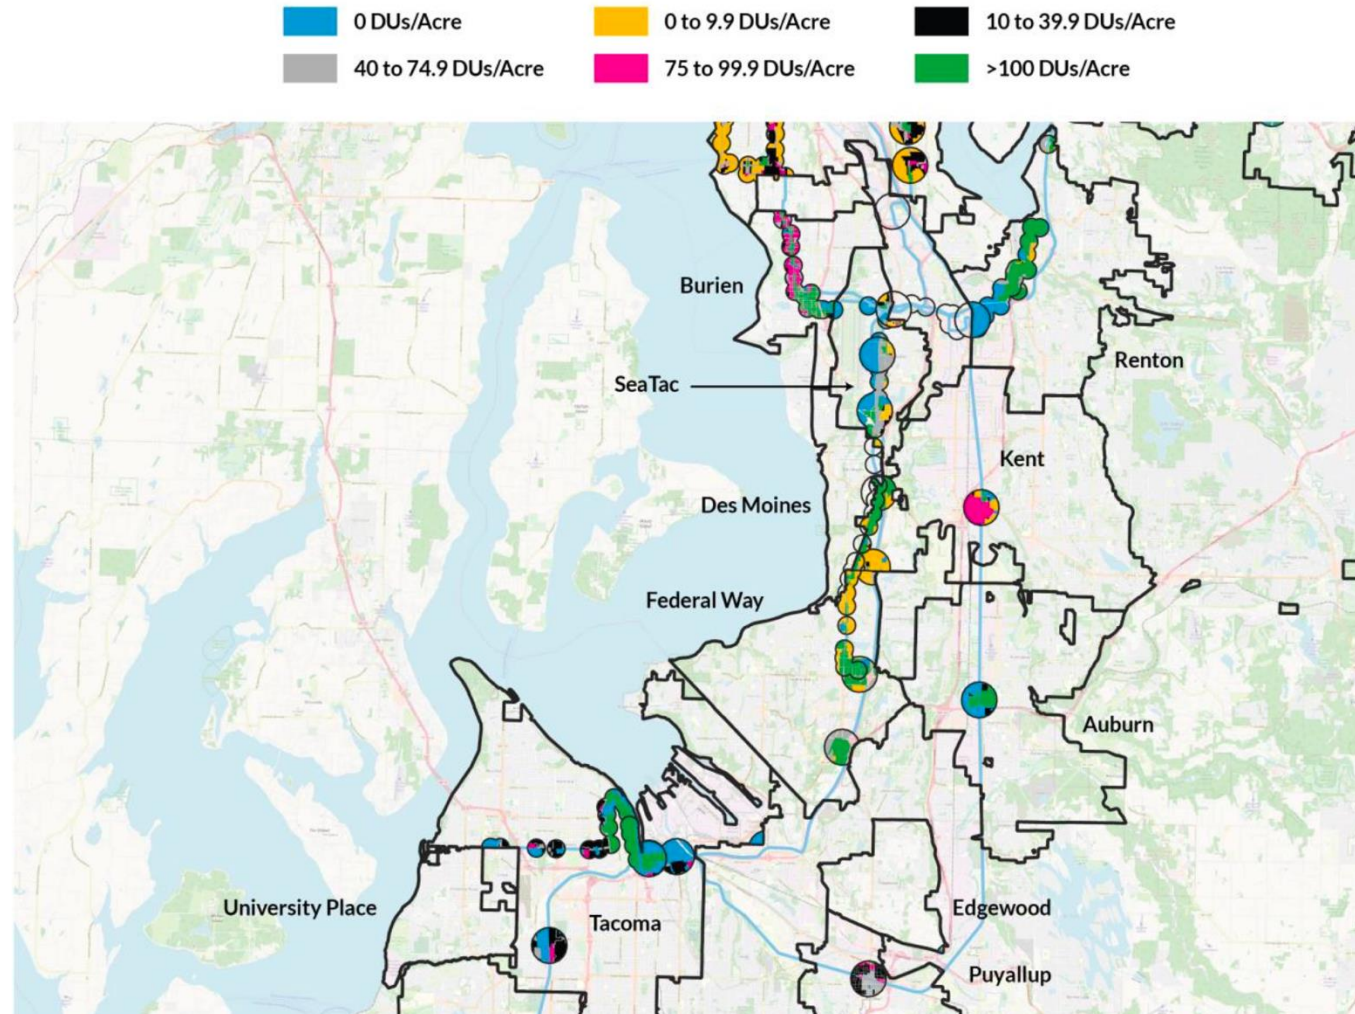 0 DUs/Acre
0 to 9.9 DUs/Acre
10 to 39.9 DUs/Acre
40 to 74.9 DUs/Acre
75 to 99.9 DUs/Acre
>100 DUs/Acre
Burien
Renton
SeaTac
Kent
Des Moines
Federal Way
Auburn
University Place
Edgewood
Tacoma
Puyallup